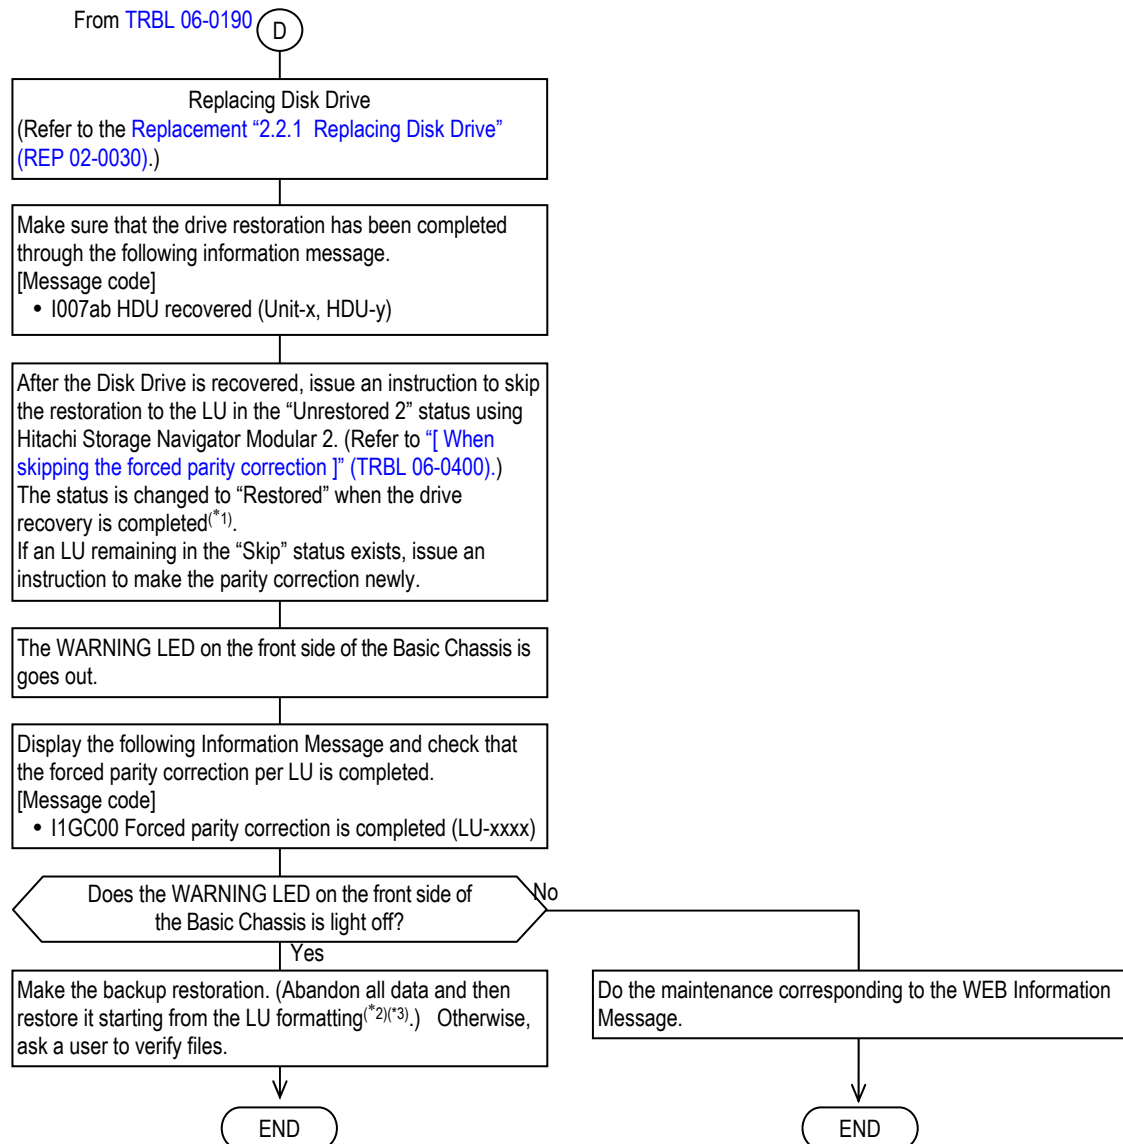 From TRBL 06-0190
D
Replacing Disk Drive
(Refer to the Replacement “2.2.1  Replacing Disk Drive”
(REP 02-0030).)
Make sure that the drive restoration has been completed
through the following information message.
[Message code]
• I007ab HDU recovered (Unit-x, HDU-y)
After the Disk Drive is recovered, issue an instruction to skip
the restoration to the LU in the “Unrestored 2” status using
Hitachi Storage Navigator Modular 2. (Refer to “[ When
skipping the forced parity correction ]” (TRBL 06-0400).)
The status is changed to “Restored” when the drive
recovery is completed(*1).
If an LU remaining in the “Skip” status exists, issue an
instruction to make the parity correction newly.
The WARNING LED on the front side of the Basic Chassis is
goes out.
Display the following Information Message and check that
the forced parity correction per LU is completed.
[Message code]
• I1GC00 Forced parity correction is completed (LU-xxxx)
Does the WARNING LED on the front side of
the Basic Chassis is light off?
No
Yes
Make the backup restoration. (Abandon all data and then
restore it starting from the LU formatting(*2)(*3).)   Otherwise,
ask a user to verify files.
Do the maintenance corresponding to the WEB Information
Message.
END
END